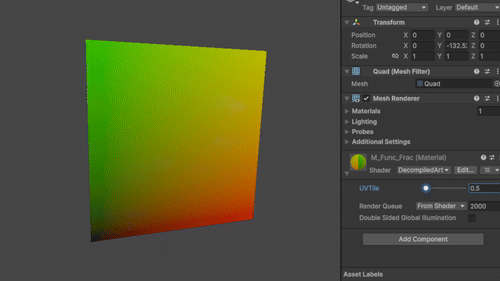 Tag Untagged Layer Default
Transform
Position X 0 Y 0 Z 0
Rotation X 0 Y -132.5 Z 0
Scale X 1 Y 1 Z 1
Quad (Mesh Filter)
Mesh Quad
Mesh Renderer
Materials 1
Lighting
Probes
Additional Settings
M_Func_Frac (Material)
Shader DecompiledArt Edit...
UVTile 0.5
Render Queue From Shader 2000
Double Sided Global Illumination
Add Component
Asset Labels